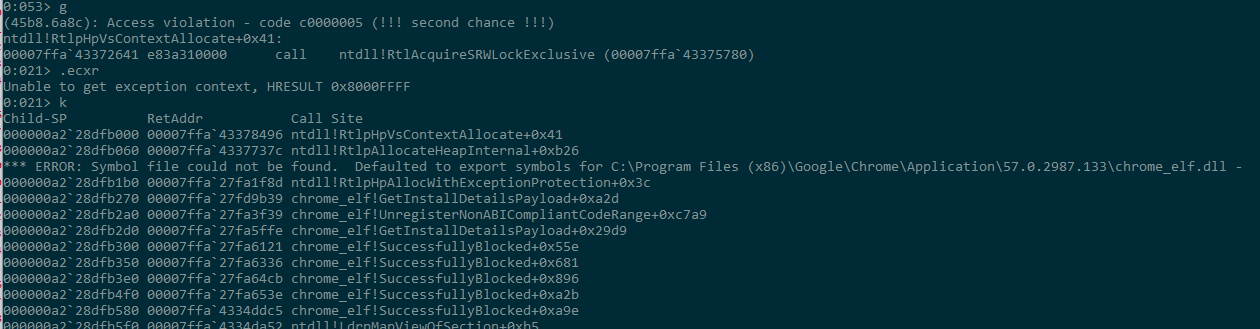 0:053> g
(45b8.6a8c): Access violation - code c0000005 (!!! second chance !!!)
ntdll!RtlpHpVsContextAllocate+0x41:
00007ffa`43372641 e83a310000      call    ntdll!RtlAcquireSRWLockExclusive (00007ffa`43375780)
0:021> .ecxr
Unable to get exception context, HRESULT 0x8000FFFF
0:021> k
Child-SP          RetAddr           Call Site
000000a2`28dfb000 00007ffa`43378496 ntdll!RtlpHpVsContextAllocate+0x41
000000a2`28dfb060 00007ffa`4337737c ntdll!RtlpAllocateHeapInternal+0xb26
*** ERROR: Symbol file could not be found.  Defaulted to export symbols for C:\Program Files (x86)\Google\Chrome\Application\57.0.2987.133\chrome_elf.dll -
000000a2`28dfb1b0 00007ffa`27fa1f8d ntdll!RtlpHpAllocWithExceptionProtection+0x3c
000000a2`28dfb270 00007ffa`27fd9b39 chrome_elf!GetInstallDetailsPayload+0xa2d
000000a2`28dfb2a0 00007ffa`27fa3f39 chrome_elf!UnregisterNonABICompliantCodeRange+0xc7a9
000000a2`28dfb2d0 00007ffa`27fa5ffe chrome_elf!GetInstallDetailsPayload+0x29d9
000000a2`28dfb300 00007ffa`27fa6121 chrome_elf!SuccessfullyBlocked+0x55e
000000a2`28dfb350 00007ffa`27fa6336 chrome_elf!SuccessfullyBlocked+0x681
000000a2`28dfb3e0 00007ffa`27fa64cb chrome_elf!SuccessfullyBlocked+0x896
000000a2`28dfb4f0 00007ffa`27fa653e chrome_elf!SuccessfullyBlocked+0xa2b
000000a2`28dfb580 00007ffa`4334ddc5 chrome_elf!SuccessfullyBlocked+0xa9e
000000a2`28dfb5f0 00007ffa`4334da52 ntdll!LdrpMapViewOfSection+0xb5